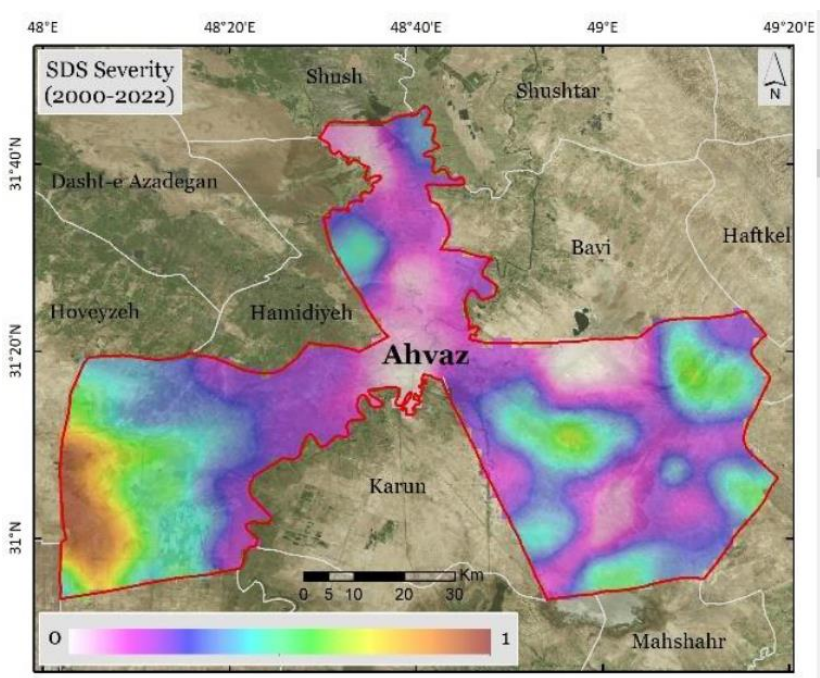 48°E 48°20'E 48°40'E 49°E 49°20'E
SDS Severity
(2000-2022)
Shush
Shushtar
N
31°40'N
Dasht-e Azadegan
Bavi
Haftkel
Hoveyzeh
Hamidiyeh
31°20'N
Ahvaz
Karun
31°N
Km
0 5 10 20 30
0 1
Mahshahr